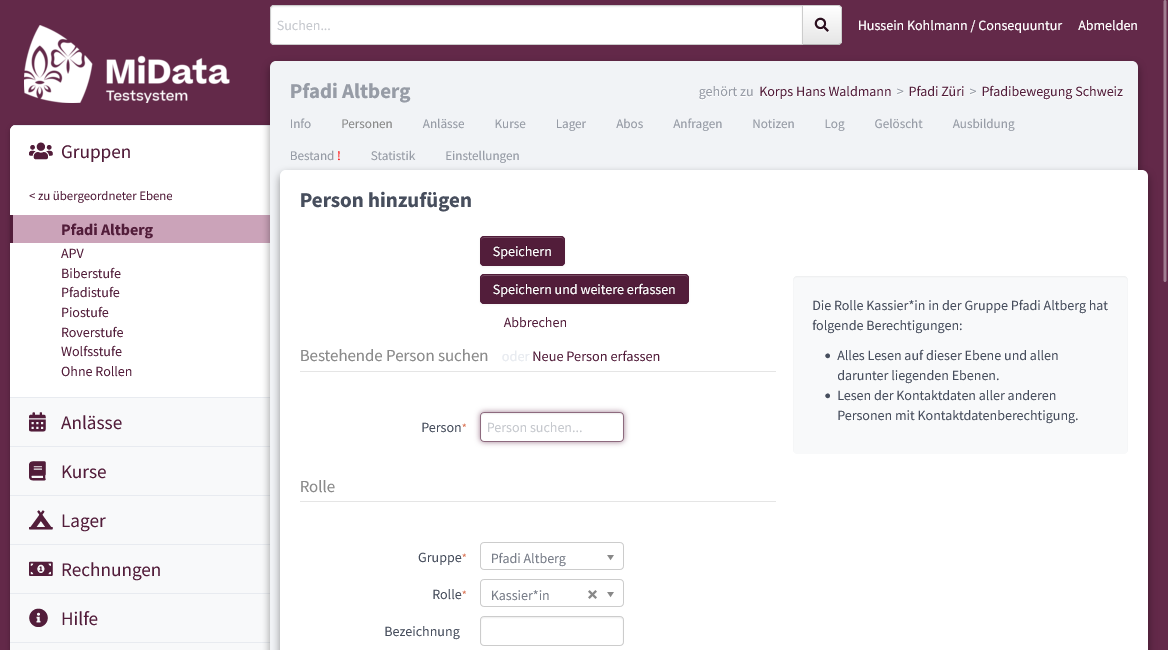 MiData
Testsystem
Suchen...
Hussein Kohlmann / Consequuntur Abmelden
Gruppen
< zu übergeordneter Ebene
Pfadi Altberg
APV
Biberstufe
Pfadistufe
Piostufe
Roverstufe
Wolfsstufe
Ohne Rollen
Anlässe
Kurse
Lager
Rechnungen
Hilfe
Pfadi Altberg
gehört zu Korps Hans Waldmann > Pfadi Züri > Pfadibewegung Schweiz
Info Personen Anlässe Kurse Lager Abos Anfragen Notizen Log Gelöscht Ausbildung
Bestand ! Statistik Einstellungen
Person hinzufügen
Speichern
Speichern und weitere erfassen
Abbrechen
Bestehende Person suchen oder Neue Person erfassen
Person*
Person suchen...
Rolle
Gruppe* Pfadi Altberg
Rolle* Kassier*in
Bezeichnung
Die Rolle Kassier*in in der Gruppe Pfadi Altberg hat
folgende Berechtigungen:
• Alles Lesen auf dieser Ebene und allen
darunter liegenden Ebenen.
• Lesen der Kontaktdaten aller anderen
Personen mit Kontaktdatenberechtigung.